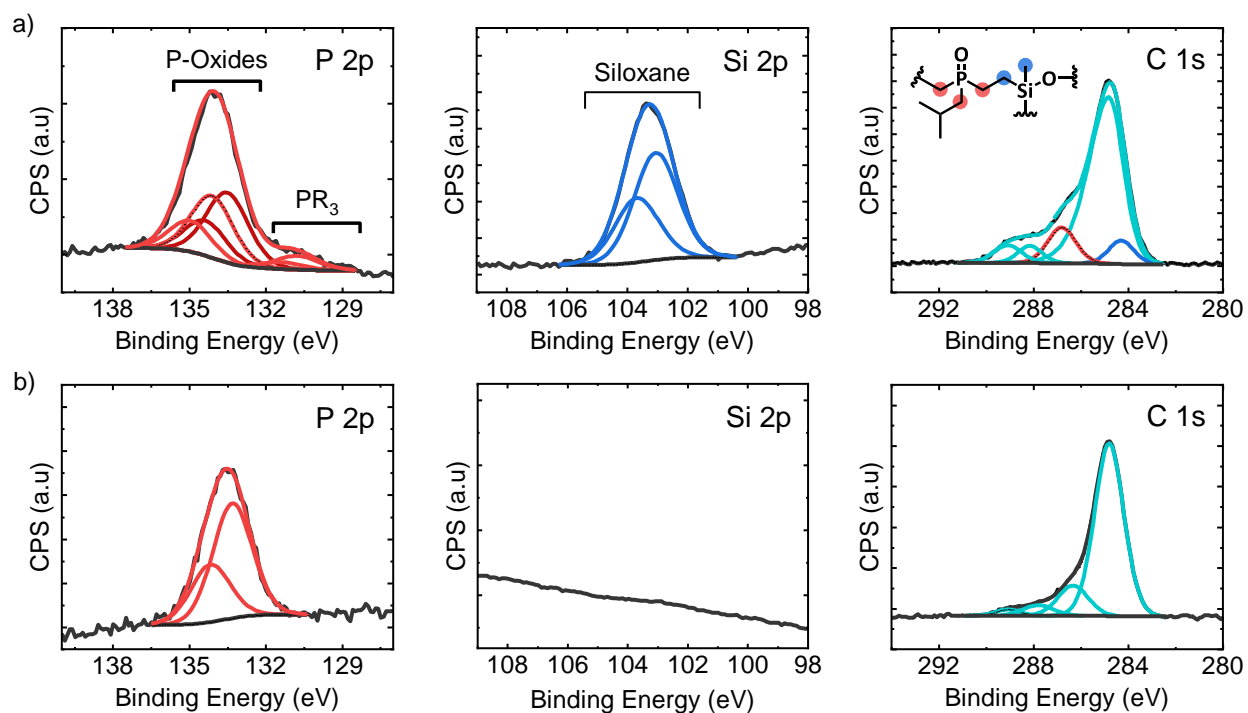 a)
P-Oxides
P 2p
PR3
CPS (a.u)
138 135 132 129
Binding Energy (eV)
Si 2p
Siloxane
CPS (a.u)
108 106 104 102 100 98
Binding Energy (eV)
C 1s
O
P
Si
O
CPS (a.u)
292 288 284 280
Binding Energy (eV)
b)
P 2p
CPS (a.u)
138 135 132 129
Binding Energy (eV)
Si 2p
CPS (a.u)
108 106 104 102 100 98
Binding Energy (eV)
C 1s
CPS (a.u)
292 288 284 280
Binding Energy (eV)